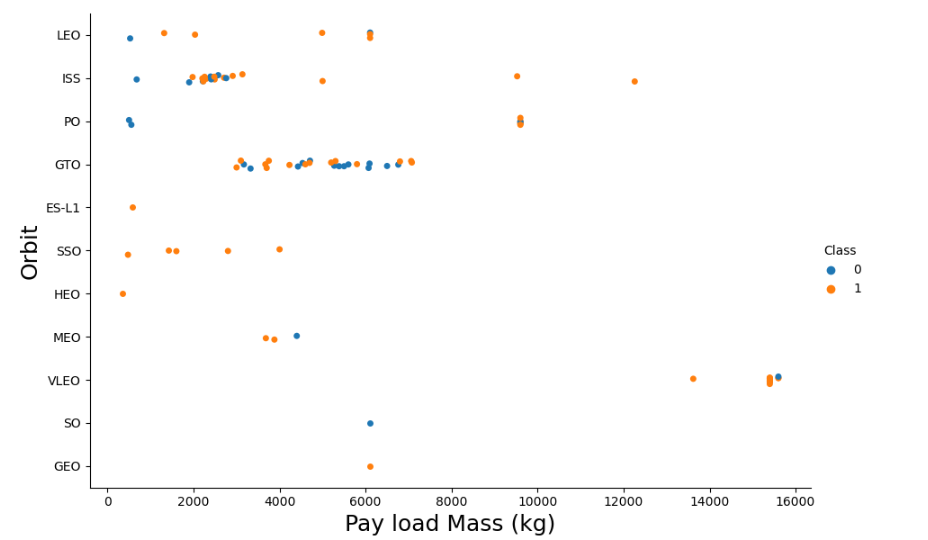 LEO
ISS
PO
GTO
ES-L1
SSO
HEO
MEO
VLEO
SO
GEO
Orbit
0 2000 4000 6000 8000 10000 12000 14000 16000
Pay load Mass (kg)
Class
0
1